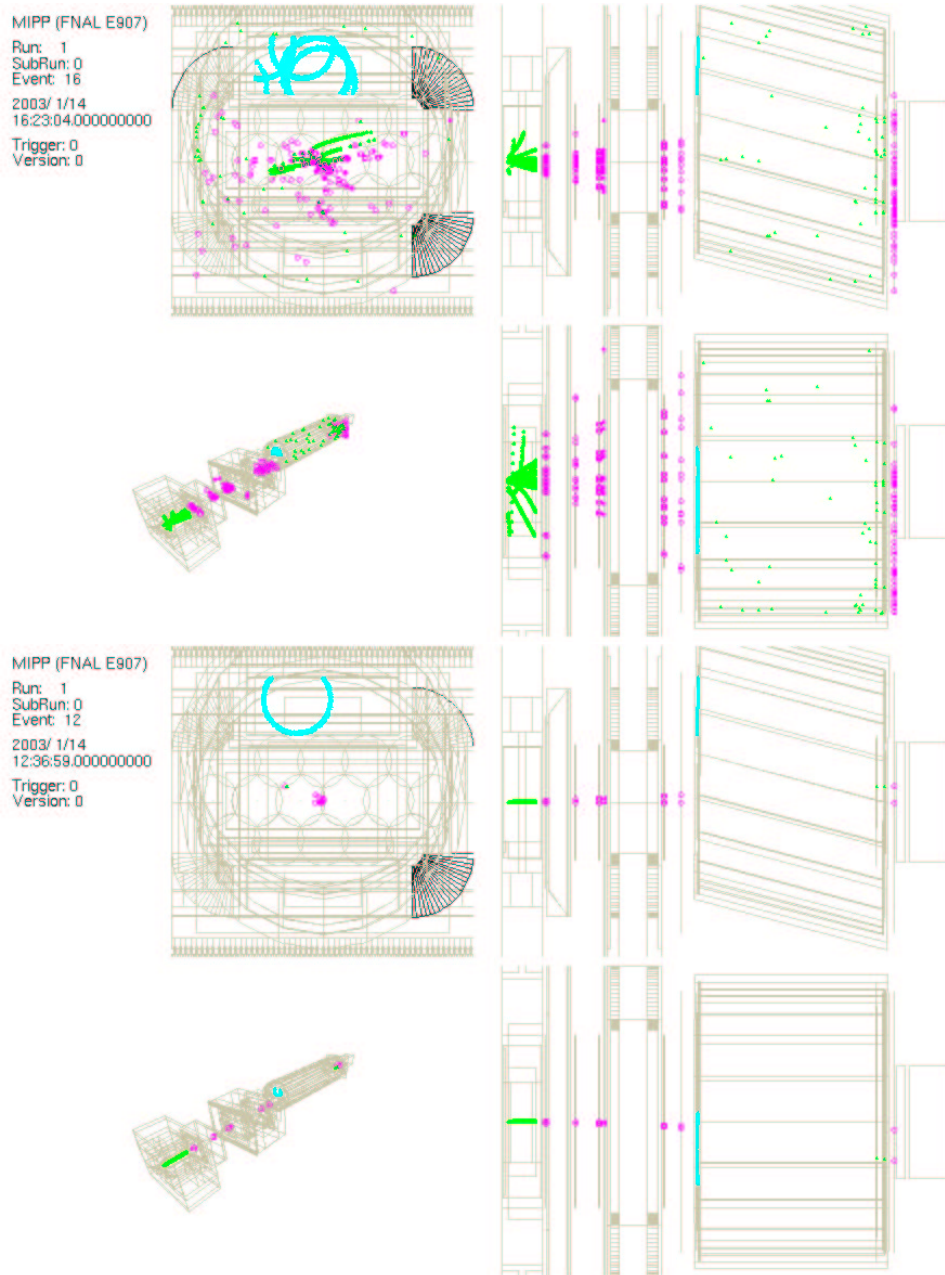 MIPP (FNAL E907)
Run: 1
SubRun: 0
Event: 16
2003/ 1/14
16:23:04.000000000
Trigger: 0
Version: 0
MIPP (FNAL E907)
Run: 1
SubRun: 0
Event: 12
2003/ 1/14
12:36:59.000000000
Trigger: 0
Version: 0